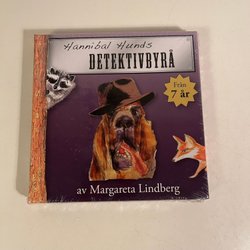 Hannibal Hunds
DETEKTIVBYRÅ
Från
7 år
av Margareta Lindberg